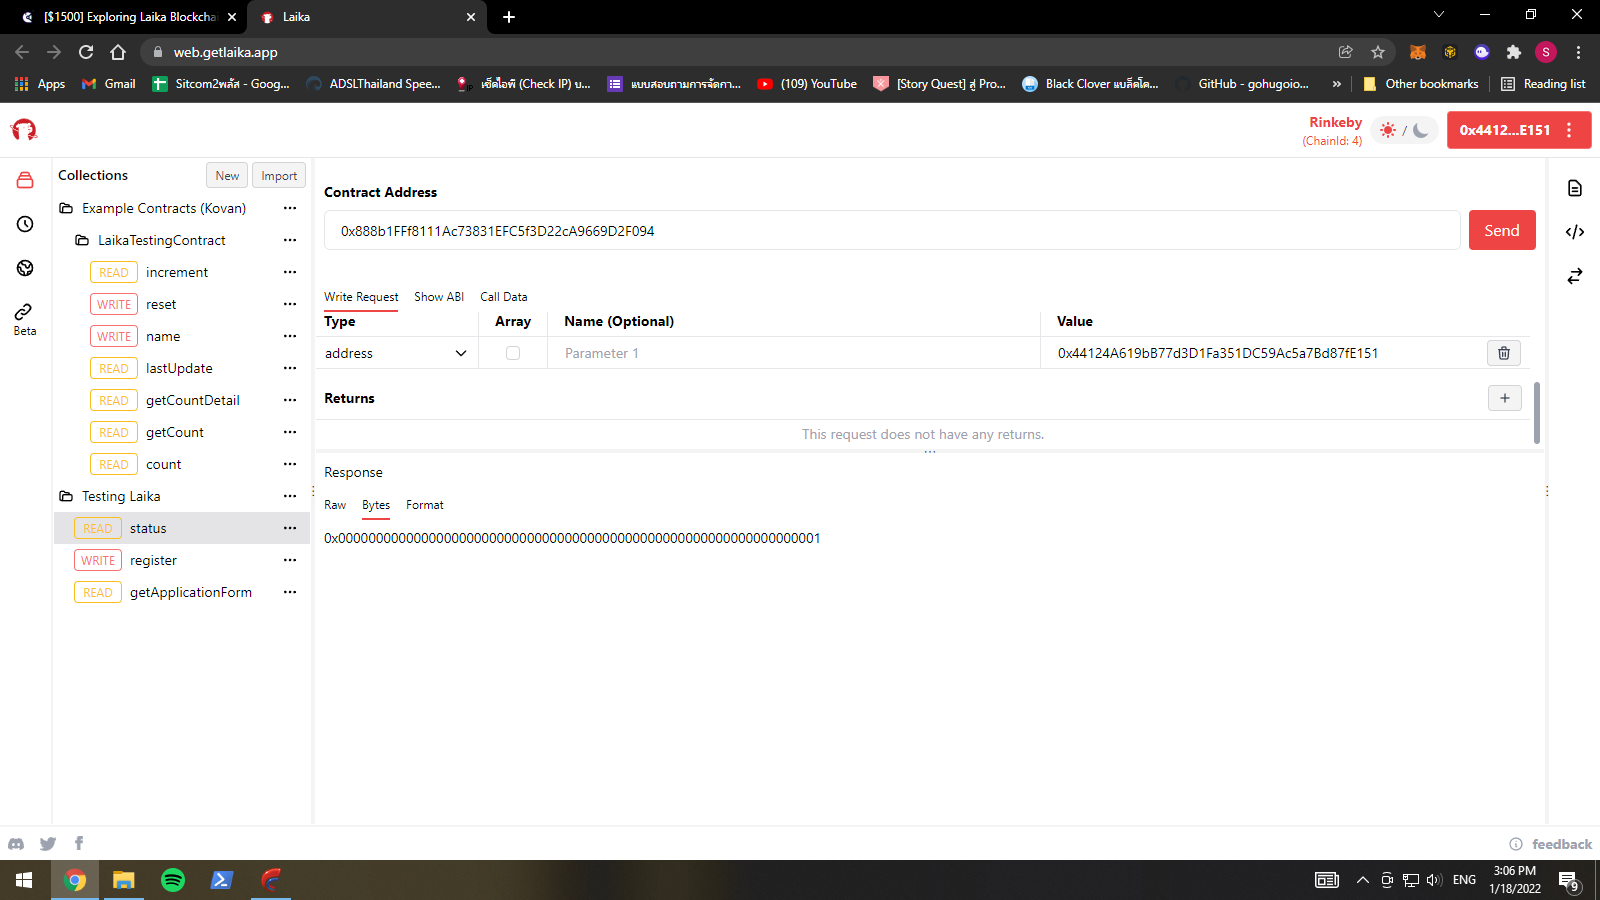 [$1500] Exploring Laika Blockcha
Laika
web.getlaika.app
S
Apps
Gmail
Sitcom2พลัส - Goog...
ADSLThailand Spee...
เช็คไอพี (Check IP) บ...
แบบสอบถามการจัดกา...
(109) YouTube
[Story Quest] สู่ Pro...
Black Clover แบล็คโค...
GitHub - gohugoio...
»
Other bookmarks
Reading list
Rinkeby
(ChainId: 4)
/
0x4412...E151
Collections
New
Import
Example Contracts (Kovan)
LaikaTestingContract
READ increment
WRITE reset
WRITE name
READ lastUpdate
READ getCountDetail
READ getCount
READ count
Testing Laika
READ status
WRITE register
READ getApplicationForm
Beta
Contract Address
0x888b1FFf8111Ac73831EFC5f3D22cA9669D2F094
Send
Write Request Show ABI Call Data
Type Array Name (Optional) Value
address Parameter 1 0x44124A619bB77d3D1Fa351DC59Ac5a7Bd87fE151
Returns
+
This request does not have any returns.
Response
Raw Bytes Format
0x0000000000000000000000000000000000000000000000000000000000000001
feedback
ENG
3:06 PM
1/18/2022
9